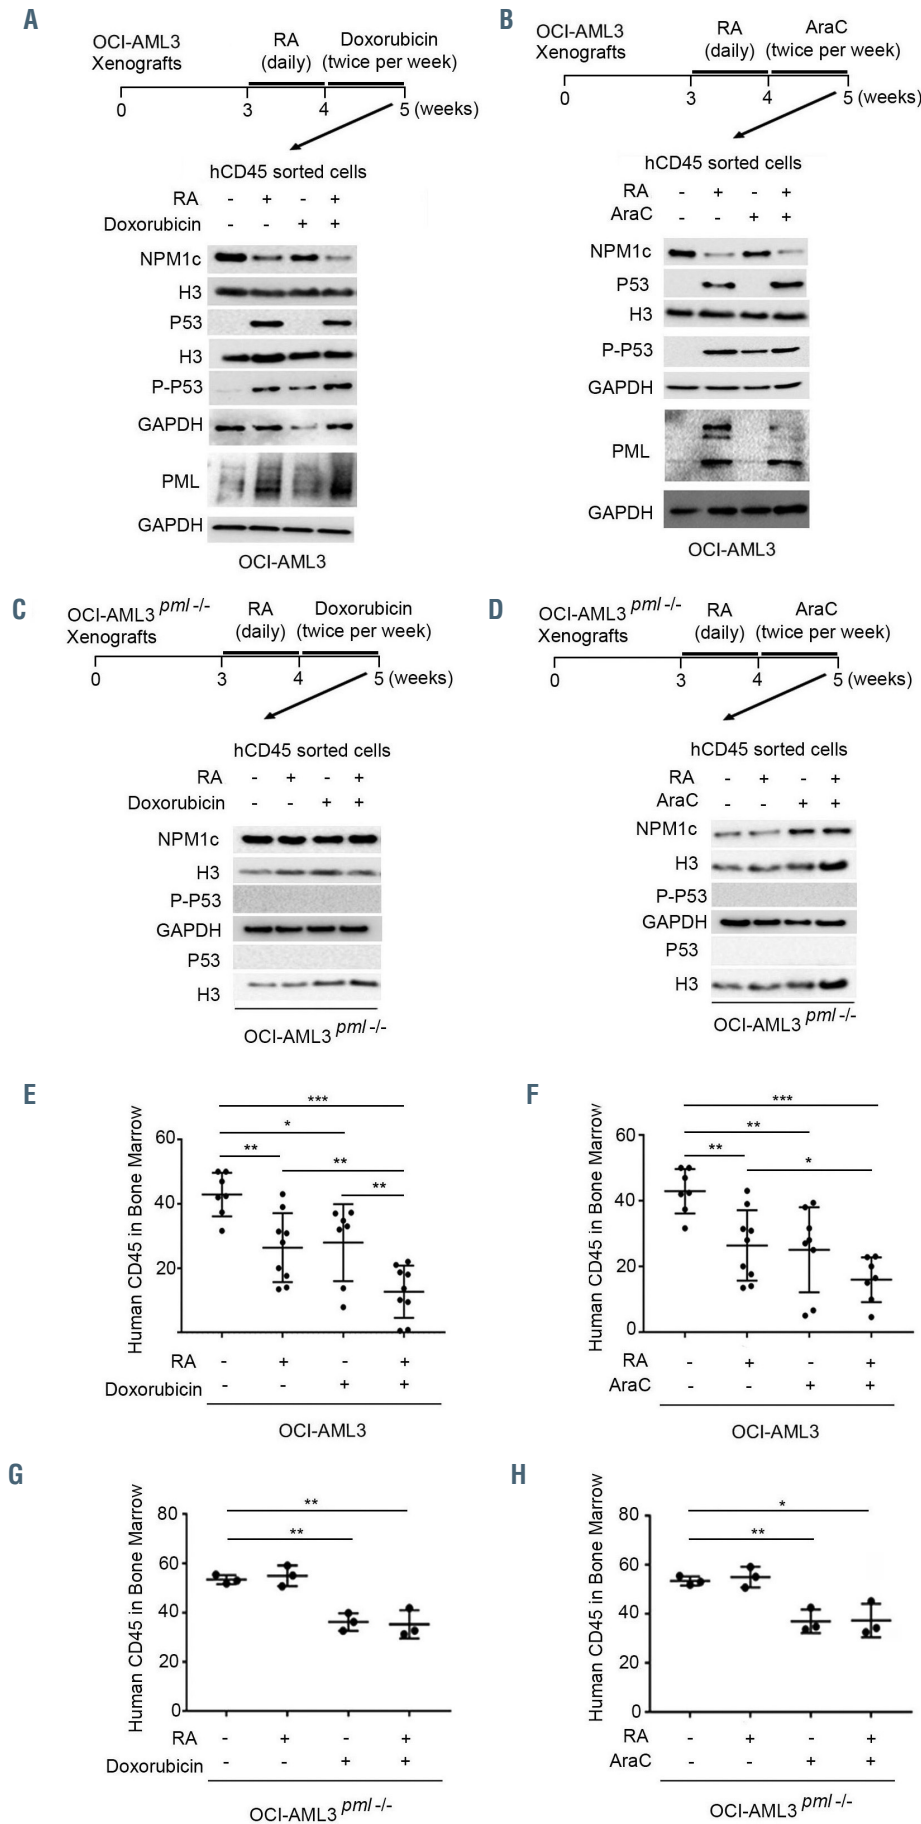 A
OCI-AML3
Xenografts
RA
(daily)
Doxorubicin
(twice per week)
0 3 4 5 (weeks)
hCD45 sorted cells
RA - + - +
Doxorubicin - - + +
NPM1c
H3
P53
H3
P-P53
GAPDH
PML
GAPDH
OCI-AML3
B
OCI-AML3
Xenografts
RA
(daily)
AraC
(twice per week)
0 3 4 5 (weeks)
hCD45 sorted cells
RA - + - +
AraC - - + +
NPM1c
P53
H3
P-P53
GAPDH
PML
GAPDH
OCI-AML3
C
OCI-AML3 pml -/-
Xenografts
RA
(daily)
Doxorubicin
(twice per week)
0 3 4 5 (weeks)
hCD45 sorted cells
RA - + - +
Doxorubicin - - + +
NPM1c
H3
P-P53
GAPDH
P53
H3
OCI-AML3 pml -/-
D
OCI-AML3 pml -/-
Xenografts
RA
(daily)
AraC
(twice per week)
0 3 4 5 (weeks)
hCD45 sorted cells
RA - + - +
AraC - - + +
NPM1c
H3
P-P53
GAPDH
P53
H3
OCI-AML3 pml -/-
E
Human CD45 in Bone Marrow
60
40
20
***
*
**
**
**
RA - + - +
Doxorubicin - - + +
OCI-AML3
F
Human CD45 in Bone Marrow
60
40
20
0
***
**
**
*
RA - + - +
AraC - - + +
OCI-AML3
G
Human CD45 in Bone Marrow
80
60
40
20
0
**
**
RA - + - +
Doxorubicin - - + +
OCI-AML3 pml -/-
H
Human CD45 in Bone Marrow
80
60
40
20
0
*
**
RA - + - +
AraC - - + +
OCI-AML3 pml -/-